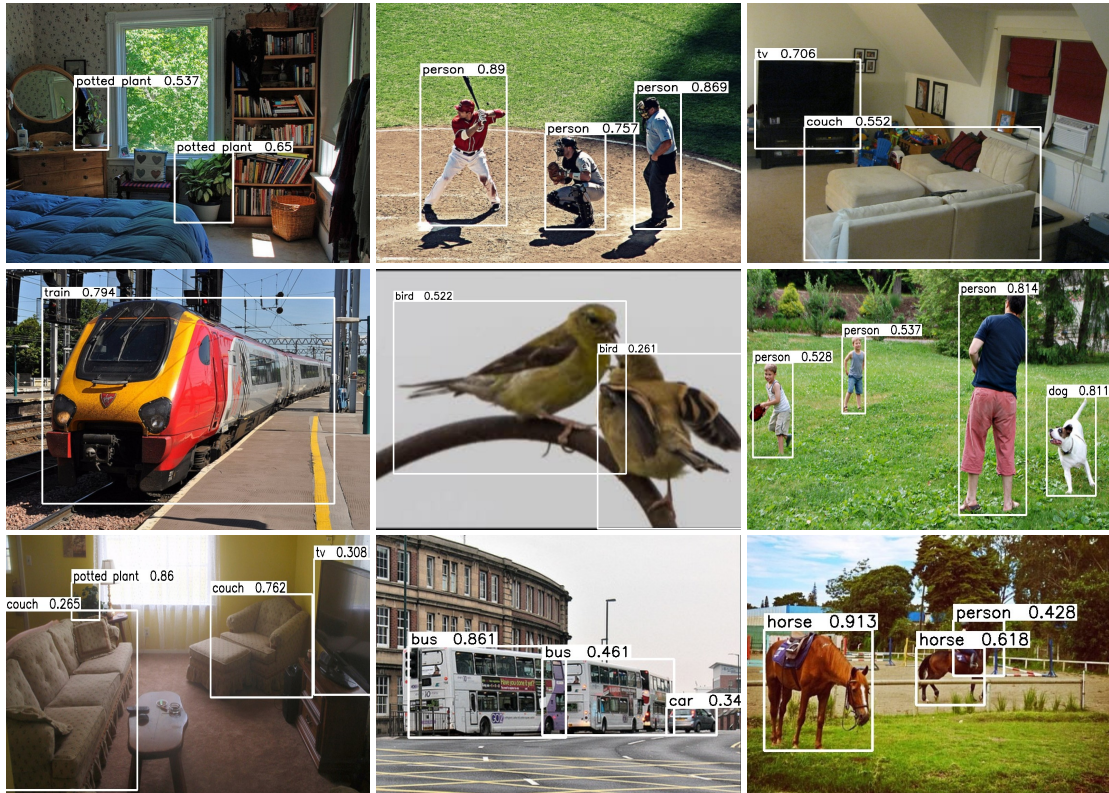 potted plant 0.537
potted plant 0.65
person 0.89
person 0.757
person 0.869
tv 0.706
couch 0.552
train 0.794
bird 0.522
bird 0.261
person 0.528
person 0.537
person 0.814
dog 0.811
couch 0.265
potted plant 0.86
couch 0.762
tv 0.308
bus 0.861
bus 0.461
car 0.34
horse 0.913
horse 0.618
person 0.428